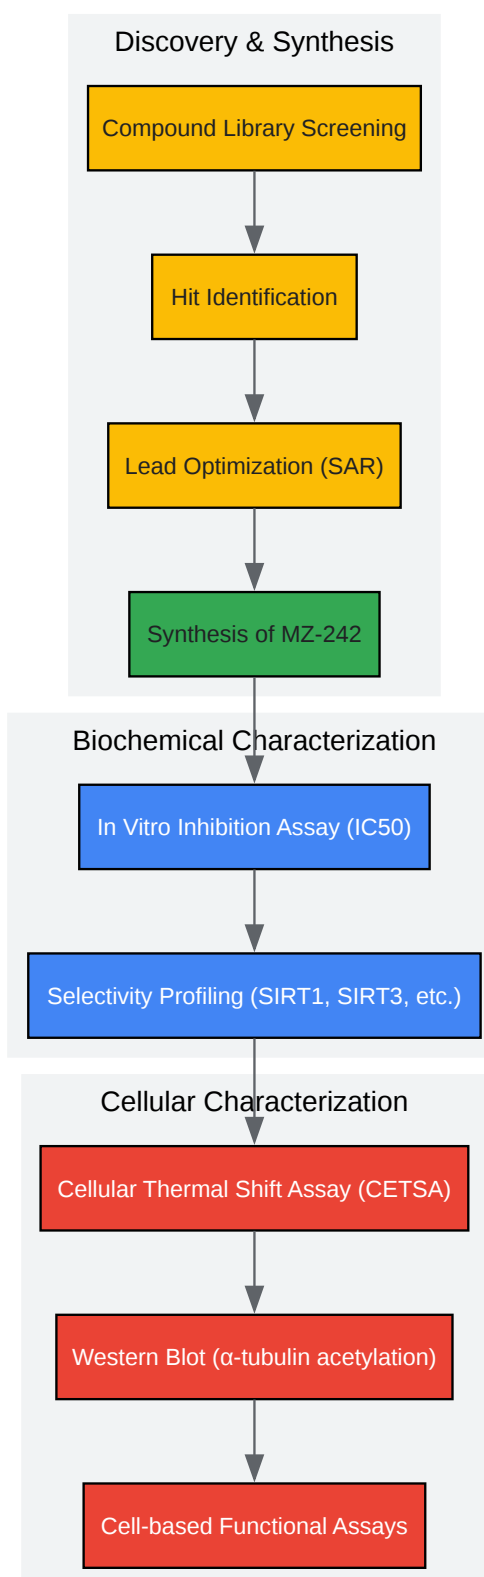 Discovery & Synthesis
Compound Library Screening
Hit Identification
Lead Optimization (SAR)
Synthesis of MZ-242
Biochemical Characterization
In Vitro Inhibition Assay (IC50)
Selectivity Profiling (SIRT1, SIRT3, etc.)
Cellular Characterization
Cellular Thermal Shift Assay (CETSA)
Western Blot (α-tubulin acetylation)
Cell-based Functional Assays